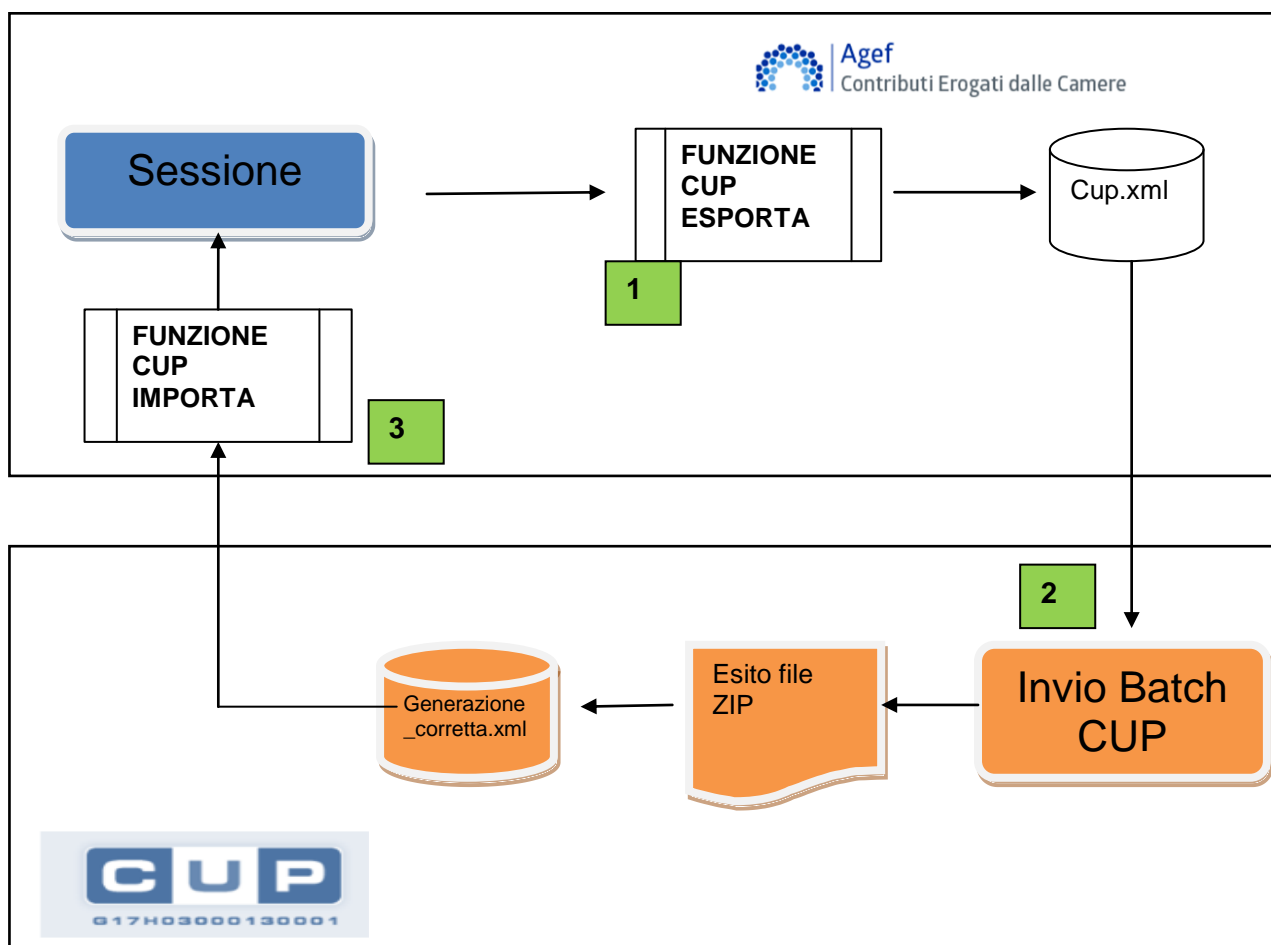 Agef
Contributi Erogati dalle Camere
Sessione
FUNZIONE
CUP
ESPORTA
Cup.xml
1
FUNZIONE
CUP
IMPORTA
3
2
Generazione
_corretta.xml
Esito file
ZIP
Invio Batch
CUP
CUP
G17H03000130001